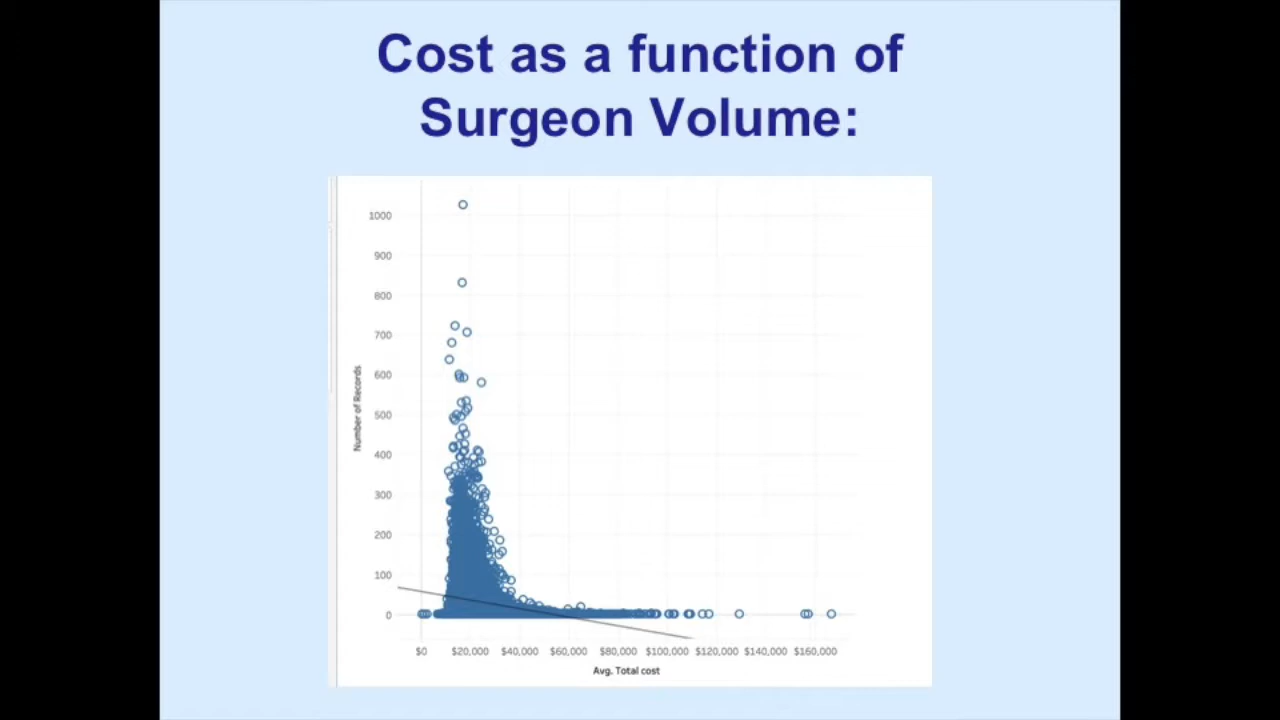 Cost as a function of
Surgeon Volume:
1000
900
800
700
600
500
400
300
200
100
0
Number of Records
$0 $20,000 $40,000 $60,000 $80,000 $100,000 $120,000 $140,000 $160,000
Avg. Total cost